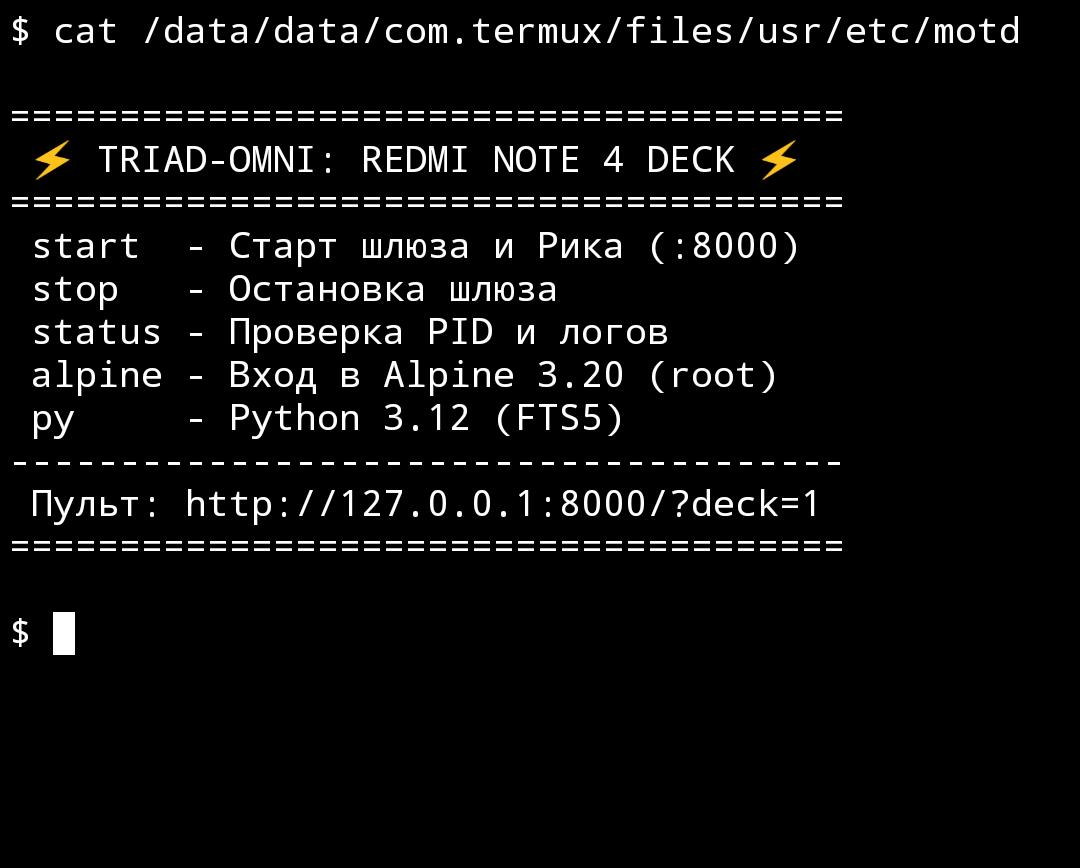 $ cat /data/data/com.termux/files/usr/etc/motd
======================================
⚡ TRIAD-OMNI: REDMI NOTE 4 DECK ⚡
======================================
start  - Старт шлюза и Рика (:8000)
stop   - Остановка шлюза
status - Проверка PID и логов
alpine - Вход в Alpine 3.20 (root)
py     - Python 3.12 (FTS5)
--------------------------------------
Пульт: http://127.0.0.1:8000/?deck=1
======================================
$